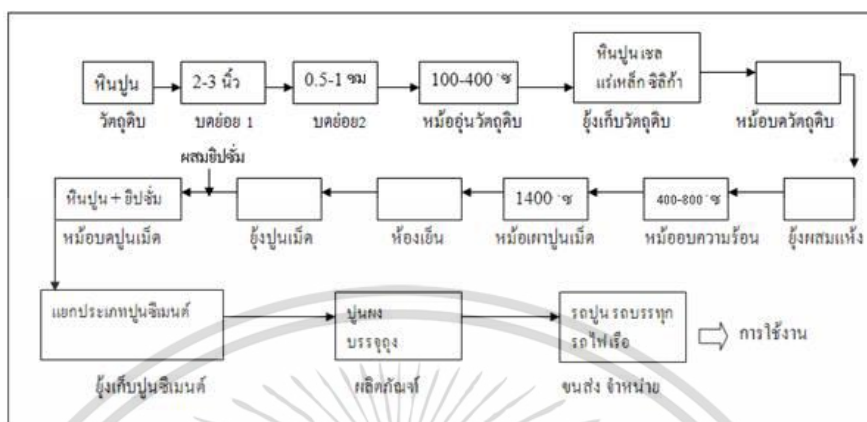 หินปูน
2-3 นิ้ว
0.5-1 ซม
100-400 ํซ
หินปูน เชล
แร่เหล็ก ซิลิก้า
วัตถุดิบ
บดย่อย 1
บดย่อย2
หม้ออุ่นวัตถุดิบ
ยุ้งเก็บวัตถุดิบ
หม้อบดวัตถุดิบ
ผสมยิปซั่ม
หินปูน + ยิปซั่ม
1400 ํซ
400-800 ํซ
หม้อบดปูนเม็ด
ยุ้งปูนเม็ด
ห้องเย็น
หม้อเผาปูนเม็ด
หม้ออบความร้อน
ยุ้งผสมแห้ง
แยกประเภทปูนซีเมนต์
ปูนผง
บรรจุถุง
รถปูน รถบรรทุก
รถไฟ เรือ
การใช้งาน
ยุ้งเก็บปูนซีเมนต์
ผลิตภัณฑ์
ขนส่ง จำหน่าย